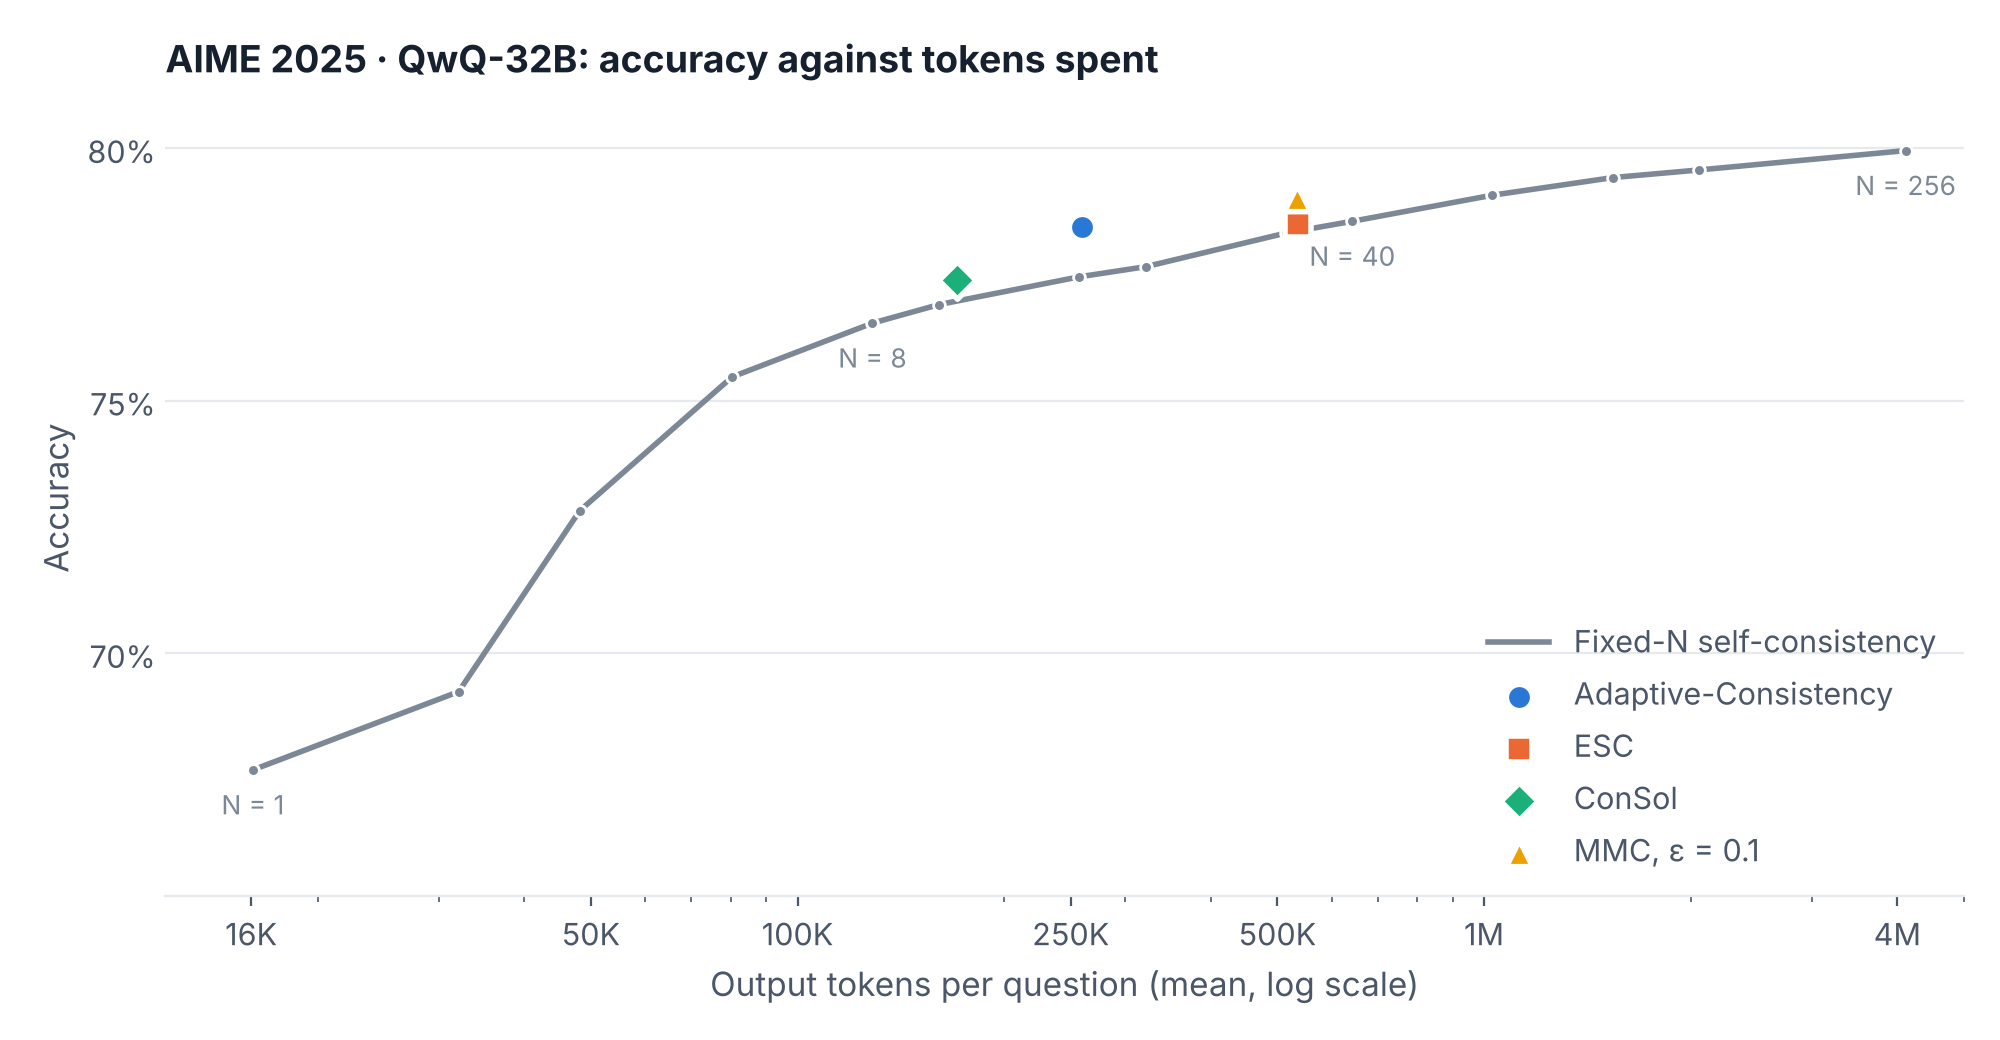 AIME 2025 · QwQ-32B: accuracy against tokens spent
80%
75%
70%
Accuracy
N = 1
N = 8
N = 40
N = 256
Fixed-N self-consistency
Adaptive-Consistency
ESC
ConSol
MMC, ε = 0.1
16K 50K 100K 250K 500K 1M 4M
Output tokens per question (mean, log scale)